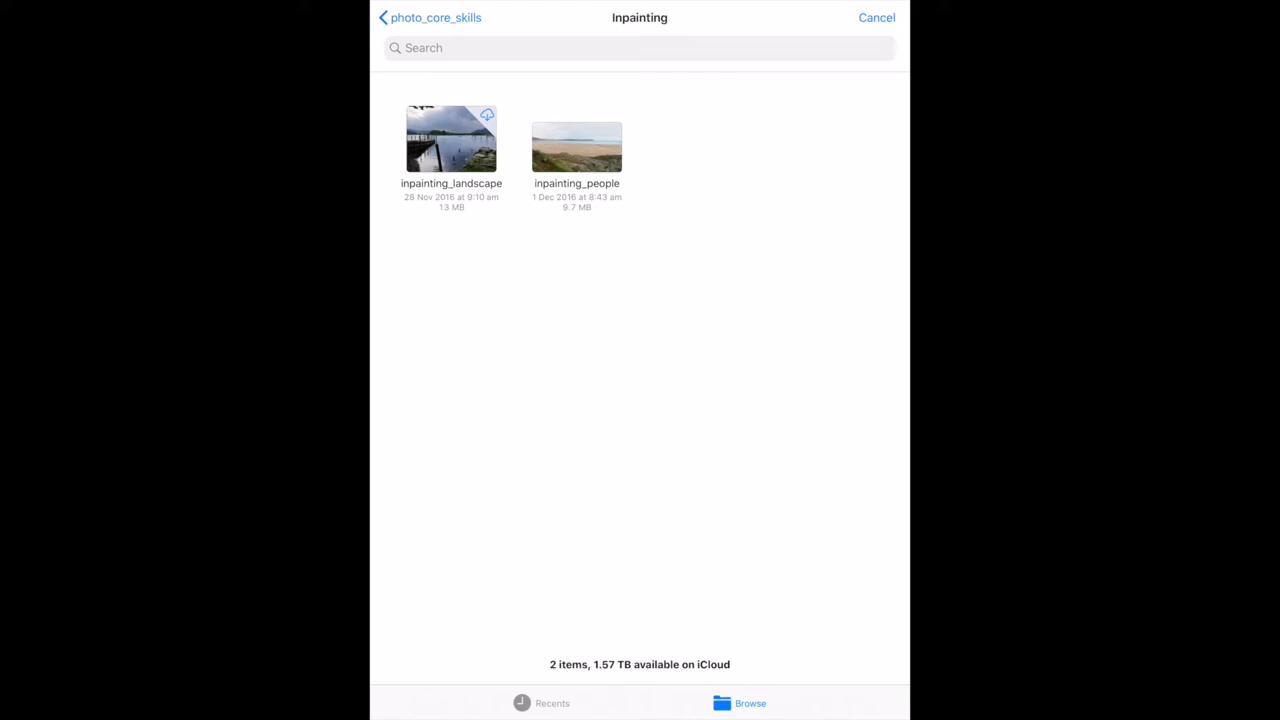 photo_core_skills
Inpainting
Cancel
Search
inpainting_landscape
28 Nov 2016 at 9:10 am
13 MB
inpainting_people
1 Dec 2016 at 8:43 am
9.7 MB
2 items, 1.57 TB available on iCloud
Recents
Browse